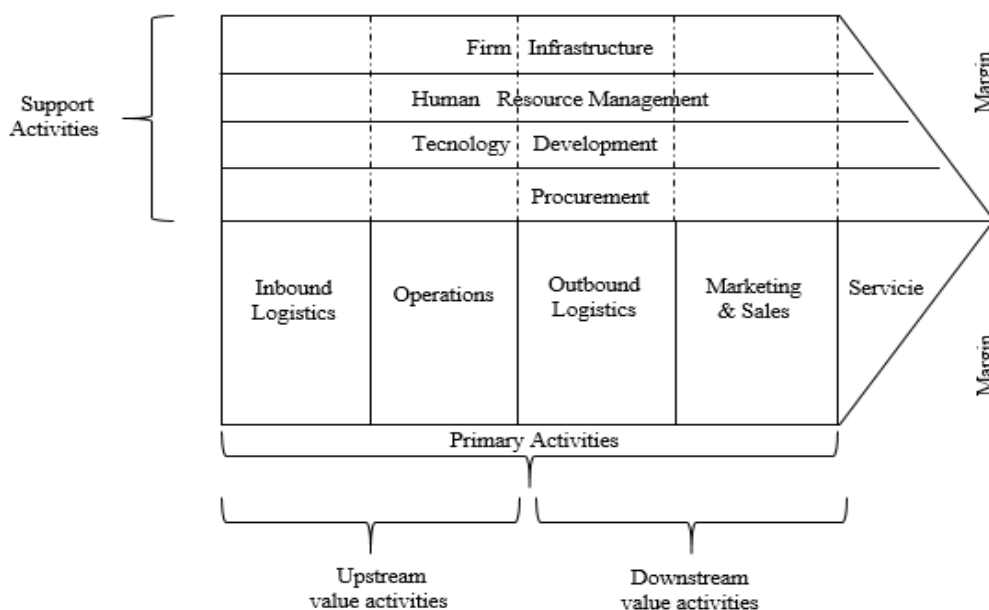 Firm Infrastructure
Human Resource Management
Support
Activities
Tecnology Development
Procurement
Margin
Inbound
Logistics
Operations
Outbound
Logistics
Marketing
& Sales
Servicie
Margin
Primary Activities
Upstream
value activities
Downstream
value activities